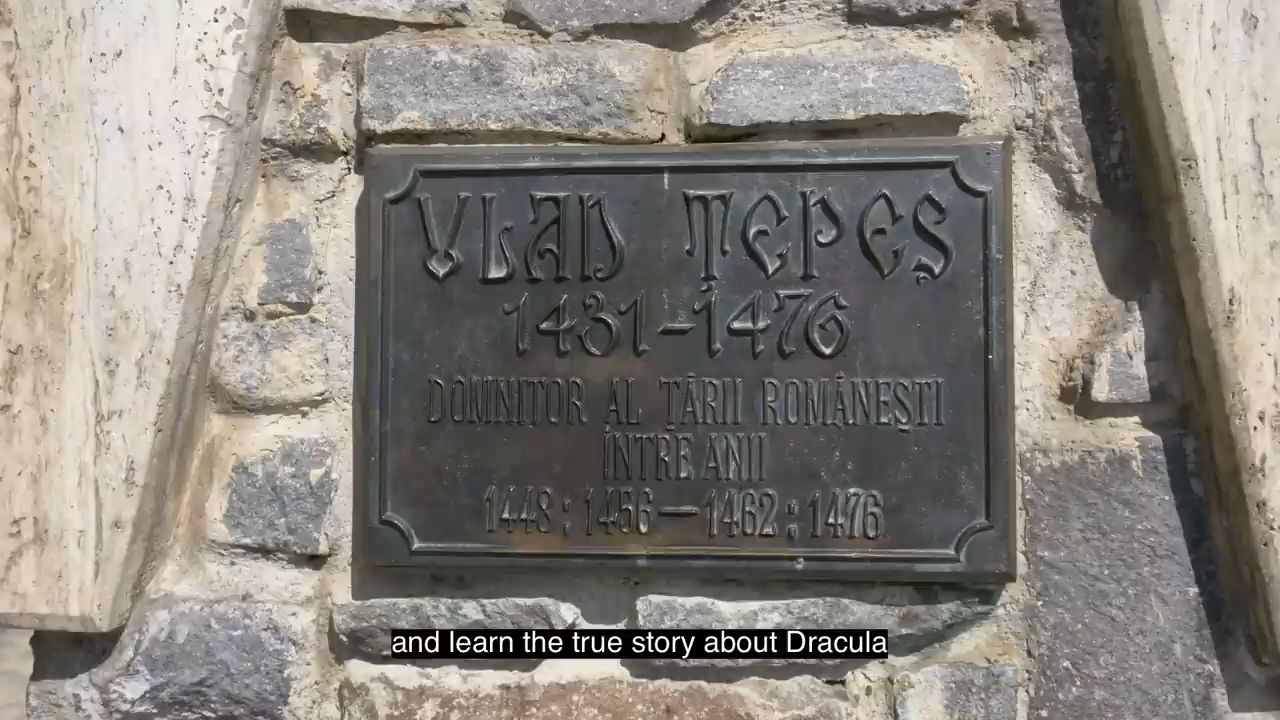 VLAD ȚEPEȘ
1431-1476
DOMNITOR AL ȚĂRII ROMÂNEȘTI
ÎNTRE ANII
1448 : 1456 — 1462 : 1476
and learn the true story about Dracula